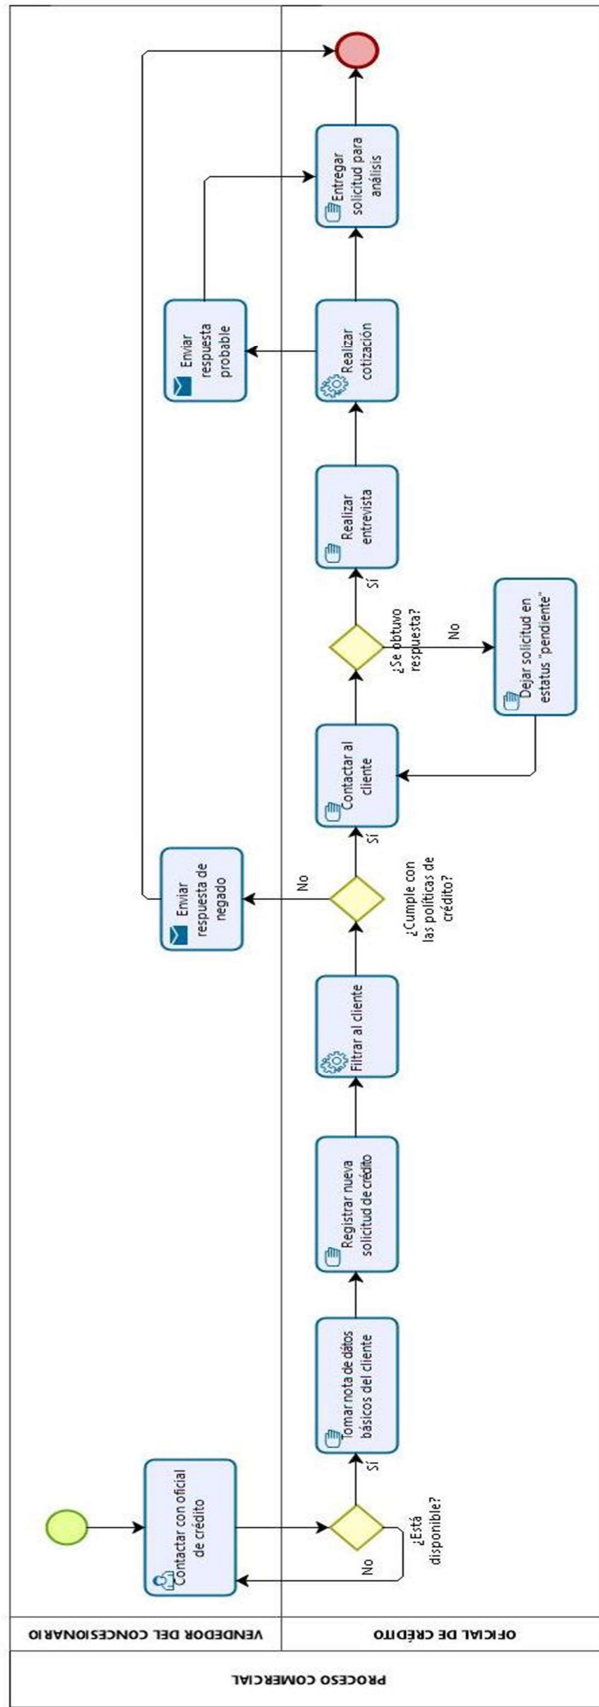 PROCESO COMERCIAL
VENDEDOR DEL CONCESIONARIO
OFICIAL DE CRÉDITO
Contactar con oficial
de crédito
¿Está
disponible?
No
Sí
Tomar nota de datos
básicos del cliente
Registrar nueva
solicitud de crédito
Filtrar al cliente
¿Cumple con
las políticas de
crédito?
No
Sí
Enviar
respuesta de
negado
Contactar al
cliente
¿Se obtuvo
respuesta?
No
Sí
Dejar solicitud en
estatus "pendiente"
Realizar
entrevista
Realizar
cotización
Enviar
respuesta
probable
Entregar
solicitud para
análisis